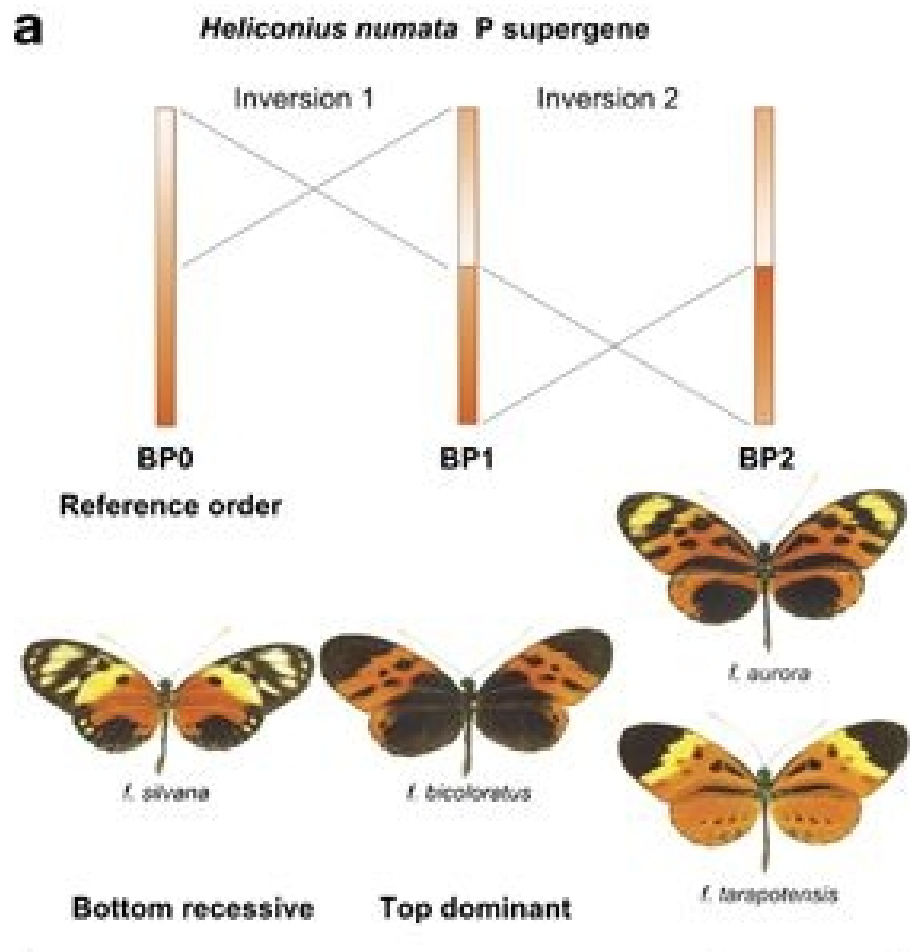 a
Heliconius numata P supergene
Inversion 1
Inversion 2
BP0
BP1
BP2
Reference order
f. aurora
f. silvana
f. bicoloratus
f. tarapotensis
Bottom recessive
Top dominant